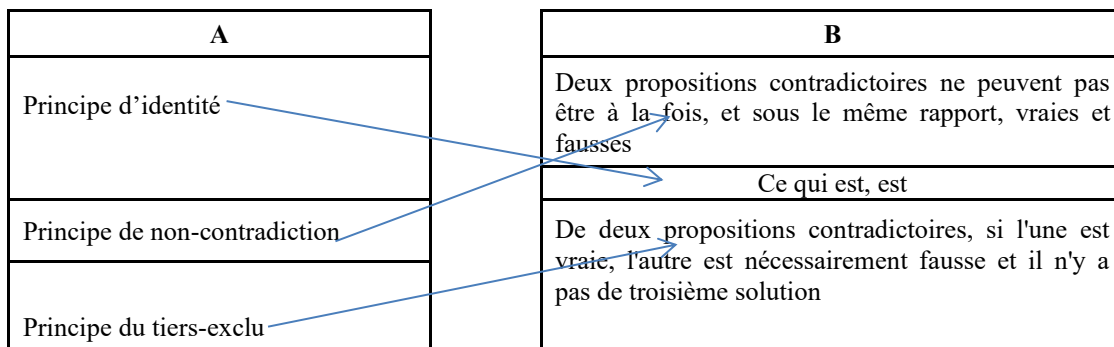 A
Principe d’identité
Principe de non-contradiction
Principe du tiers-exclu
B
Deux propositions contradictoires ne peuvent pas
être à la fois, et sous le même rapport, vraies et
fausses
Ce qui est, est
De deux propositions contradictoires, si l'une est
vraie, l'autre est nécessairement fausse et il n'y a
pas de troisième solution